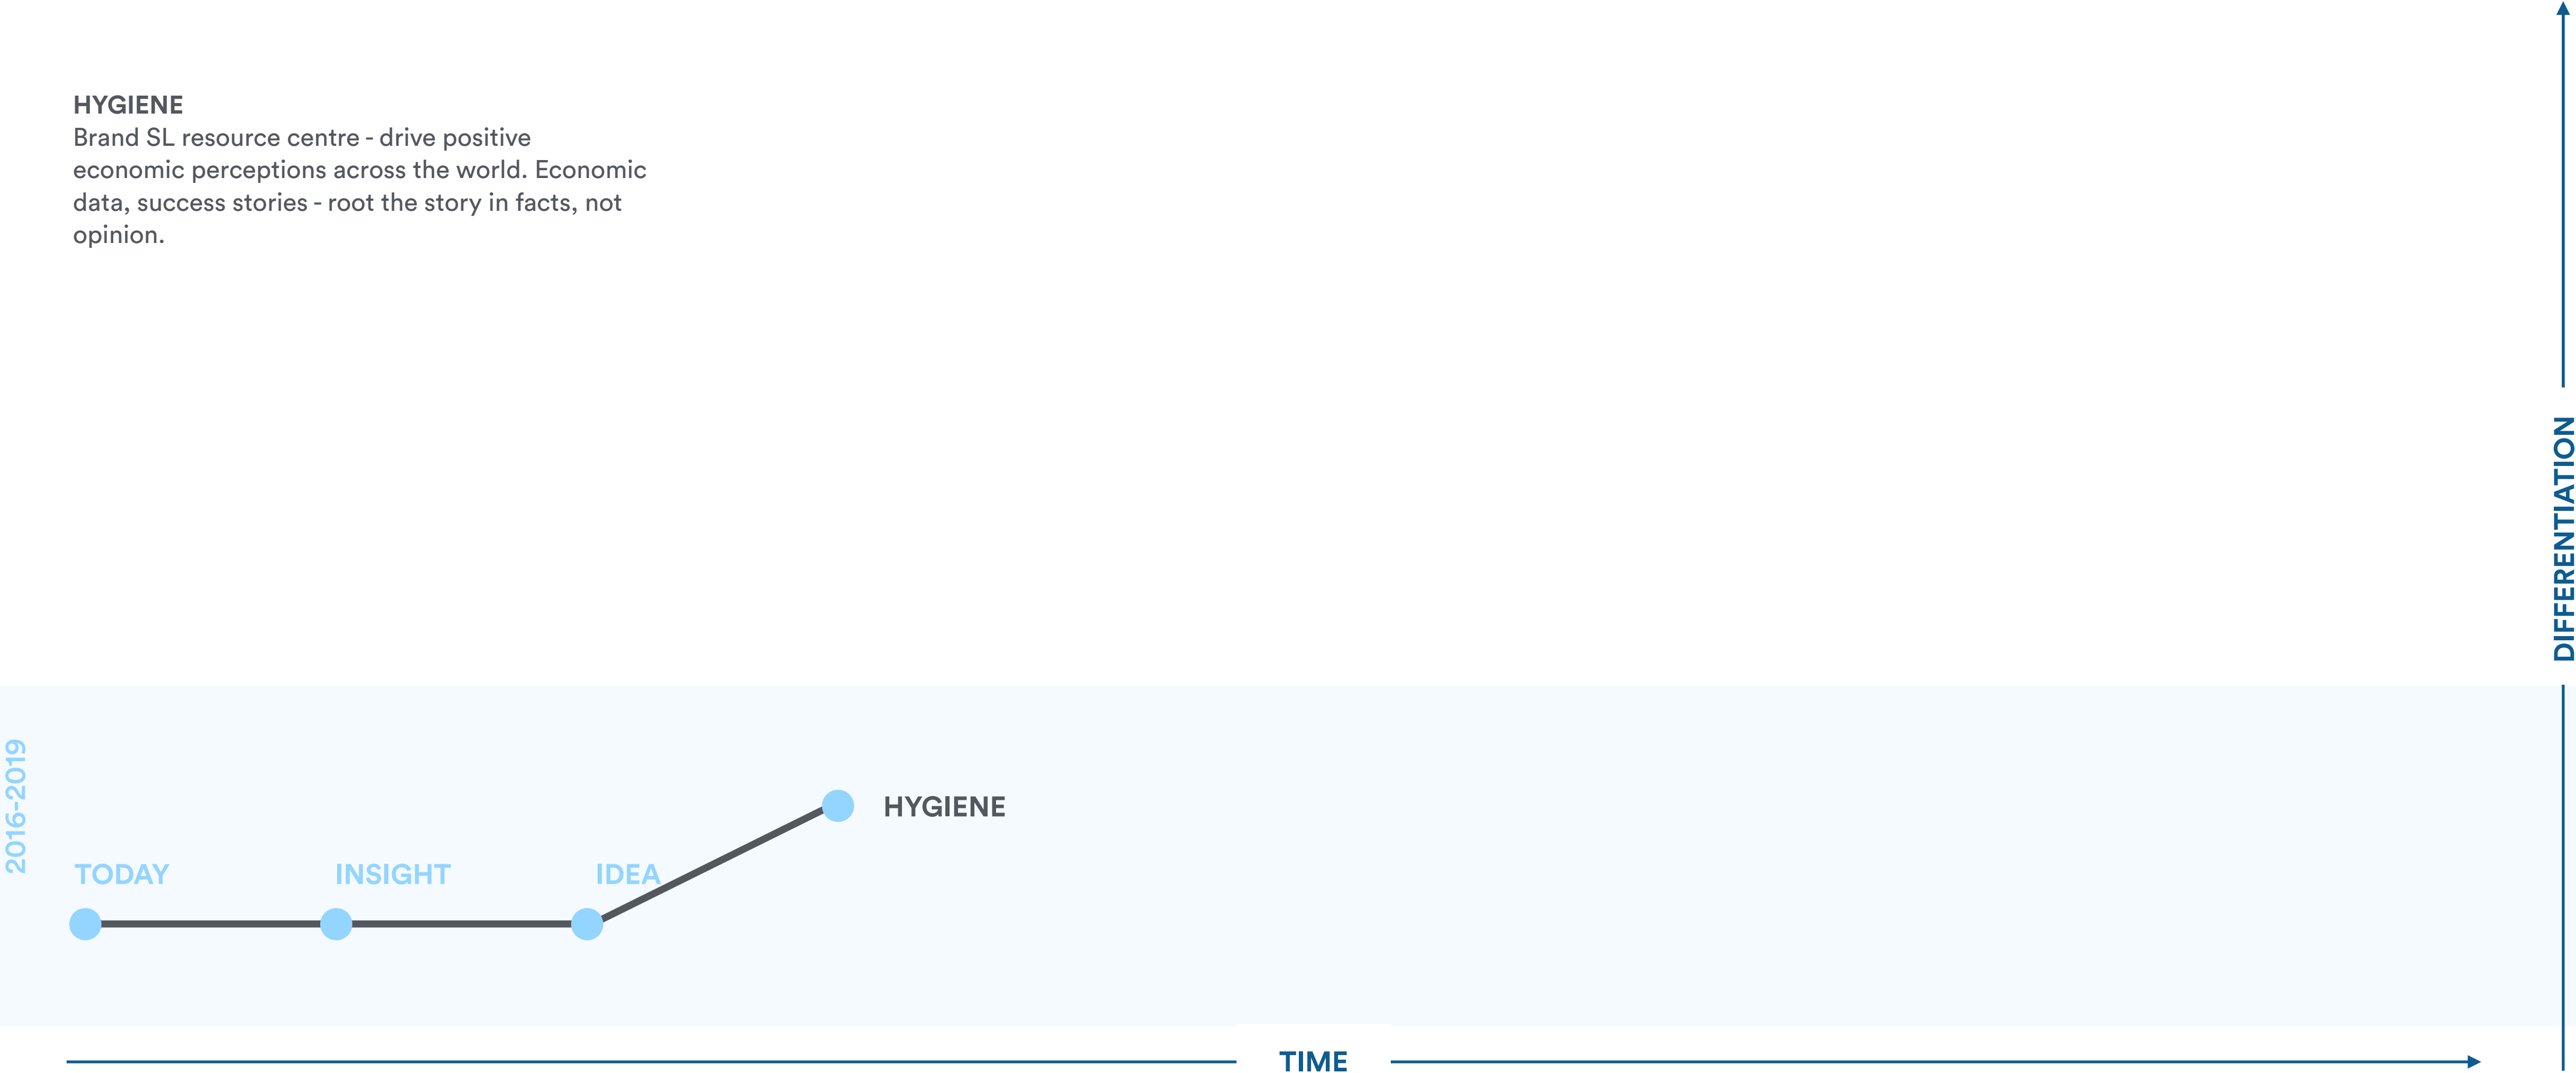 HYGIENE
Brand SL resource centre - drive positive
economic perceptions across the world. Economic
data, success stories - root the story in facts, not
opinion.
DIFFERENTIATION
2016-2019
HYGIENE
TODAY
INSIGHT
IDEA
TIME